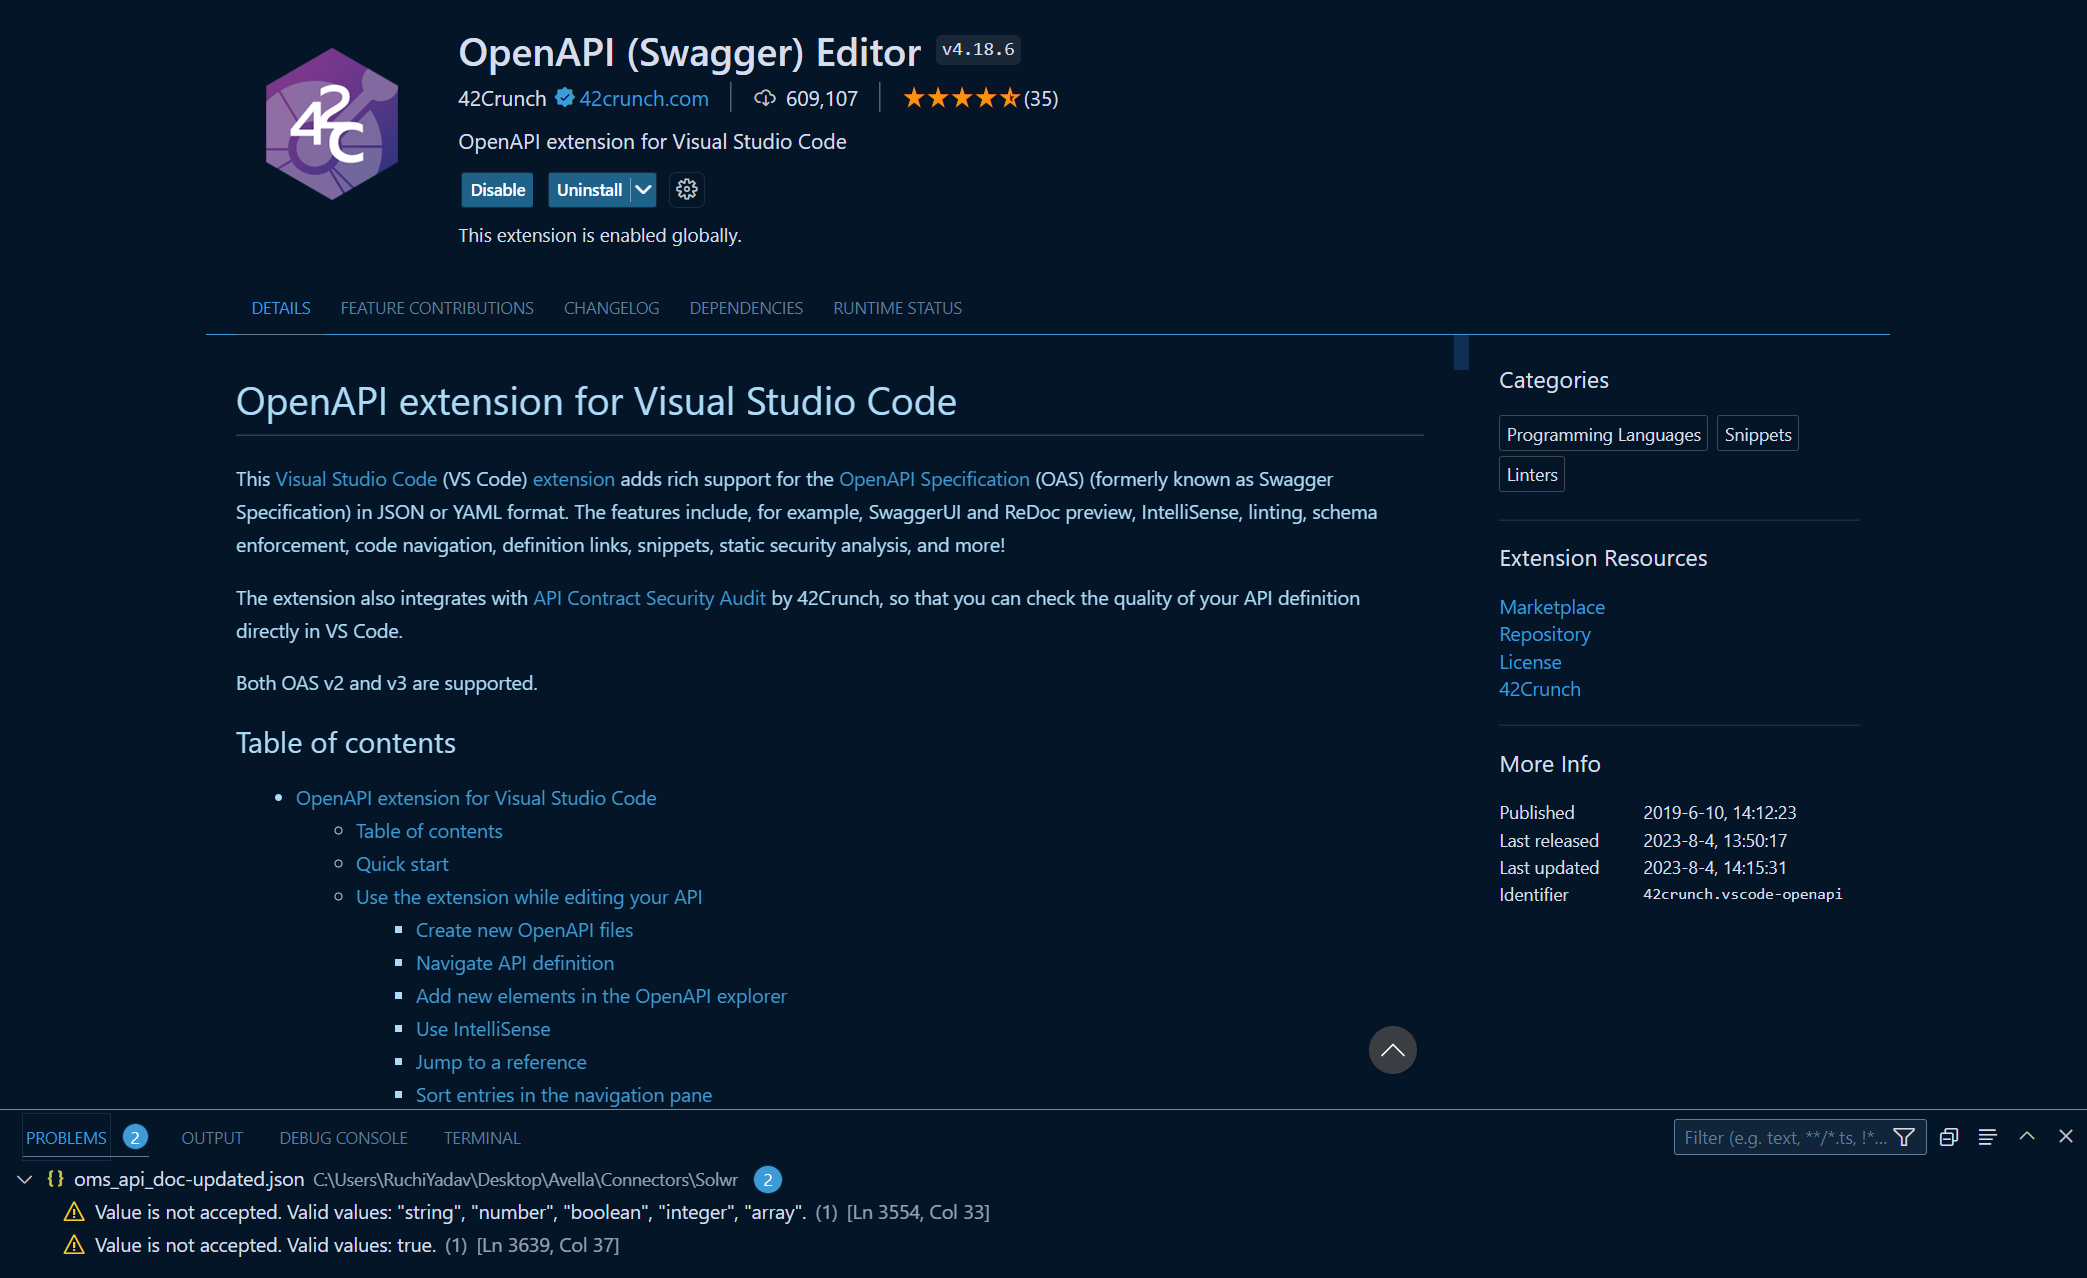 42c
OpenAPI (Swagger) Editor v4.18.6
42Crunch 42crunch.com 609,107 (35)
OpenAPI extension for Visual Studio Code
Disable Uninstall
This extension is enabled globally.
DETAILS FEATURE CONTRIBUTIONS CHANGELOG DEPENDENCIES RUNTIME STATUS
OpenAPI extension for Visual Studio Code
This Visual Studio Code (VS Code) extension adds rich support for the OpenAPI Specification (OAS) (formerly known as Swagger
Specification) in JSON or YAML format. The features include, for example, SwaggerUI and ReDoc preview, IntelliSense, linting, schema
enforcement, code navigation, definition links, snippets, static security analysis, and more!
The extension also integrates with API Contract Security Audit by 42Crunch, so that you can check the quality of your API definition
directly in VS Code.
Both OAS v2 and v3 are supported.
Table of contents
OpenAPI extension for Visual Studio Code
Table of contents
Quick start
Use the extension while editing your API
Create new OpenAPI files
Navigate API definition
Add new elements in the OpenAPI explorer
Use IntelliSense
Jump to a reference
Sort entries in the navigation pane
Categories
Programming Languages Snippets
Linters
Extension Resources
Marketplace
Repository
License
42Crunch
More Info
Published 2019-6-10, 14:12:23
Last released 2023-8-4, 13:50:17
Last updated 2023-8-4, 14:15:31
Identifier 42crunch.vscode-openapi
PROBLEMS 2 OUTPUT DEBUG CONSOLE TERMINAL Filter (e.g. text, **/*.ts, !*...
{} oms_api_doc-updated.json C:\Users\RuchiYadav\Desktop\Avella\Connectors\Solwr 2
Value is not accepted. Valid values: "string", "number", "boolean", "integer", "array". (1) [Ln 3554, Col 33]
Value is not accepted. Valid values: true. (1) [Ln 3639, Col 37]